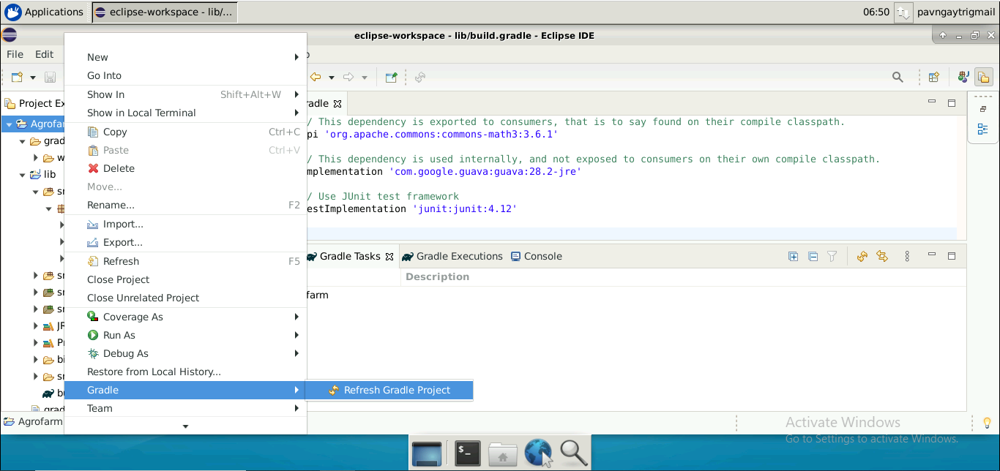 Applications
eclipse-workspace - lib/...
06:50
pavngaytrigmail
eclipse-workspace - lib/build.gradle - Eclipse IDE
File Edit
New
Go Into
Show In Shift+Alt+W
Show in Local Terminal
Copy Ctrl+C
Paste Ctrl+V
Delete
Move...
Rename... F2
Import...
Export...
Refresh F5
Close Project
Close Unrelated Project
Coverage As
Run As
Debug As
Restore from Local History...
Gradle
Refresh Gradle Project
Team
Project Ex
Agrofar
grad
w
lib
sr
sr
sr
sr
JR
Pr
bi
sr
bu
grad
Agrofarm
radle
/ This dependency is exported to consumers, that is to say found on their compile classpath.
pi 'org.apache.commons:commons-math3:3.6.1'
/ This dependency is used internally, and not exposed to consumers on their own compile classpath.
mplementation 'com.google.guava:guava:28.2-jre'
/ Use JUnit test framework
estImplementation 'junit:junit:4.12'
Gradle Tasks
Gradle Executions
Console
Description
farm
Activate Windows
Go to Settings to activate Windows.